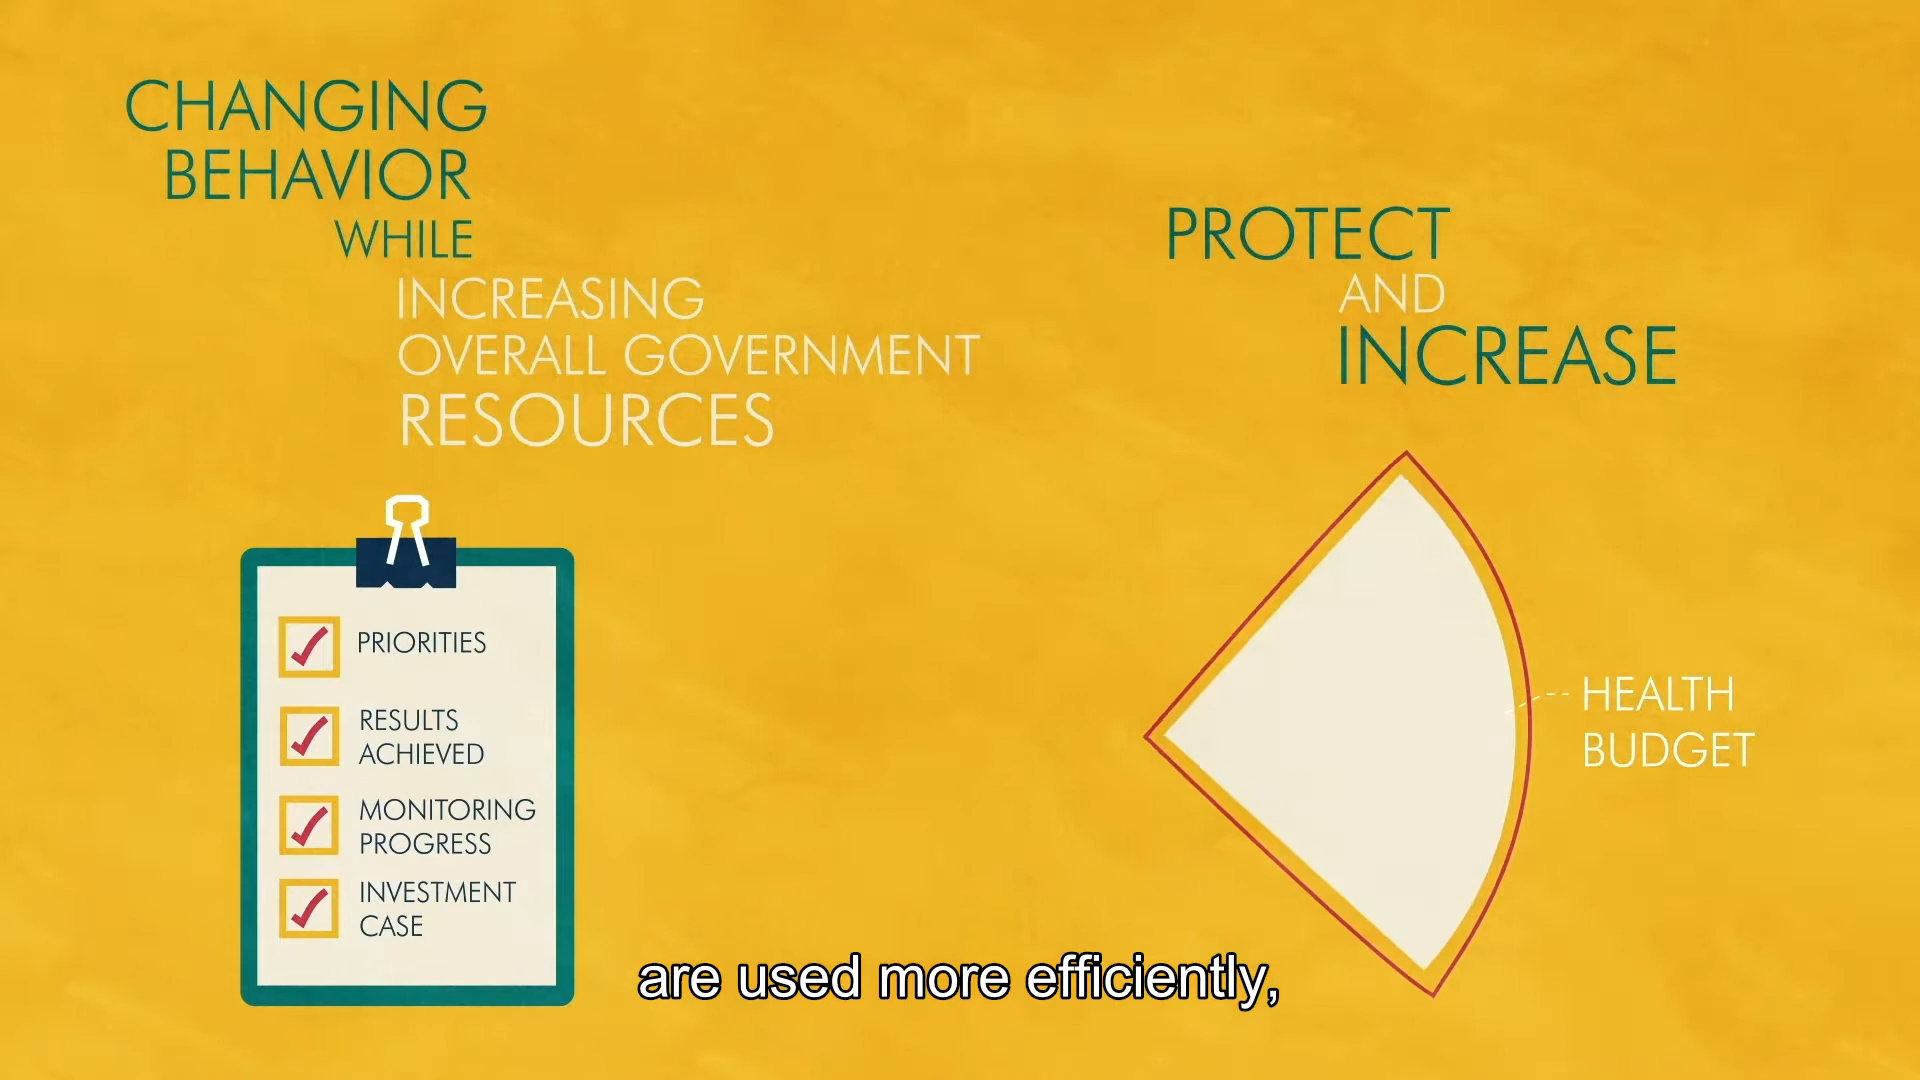 CHANGING
BEHAVIOR
WHILE
INCREASING
OVERALL GOVERNMENT
RESOURCES
PRIORITIES
RESULTS
ACHIEVED
MONITORING
PROGRESS
INVESTMENT
CASE
PROTECT
AND
INCREASE
HEALTH
BUDGET
are used more efficiently,